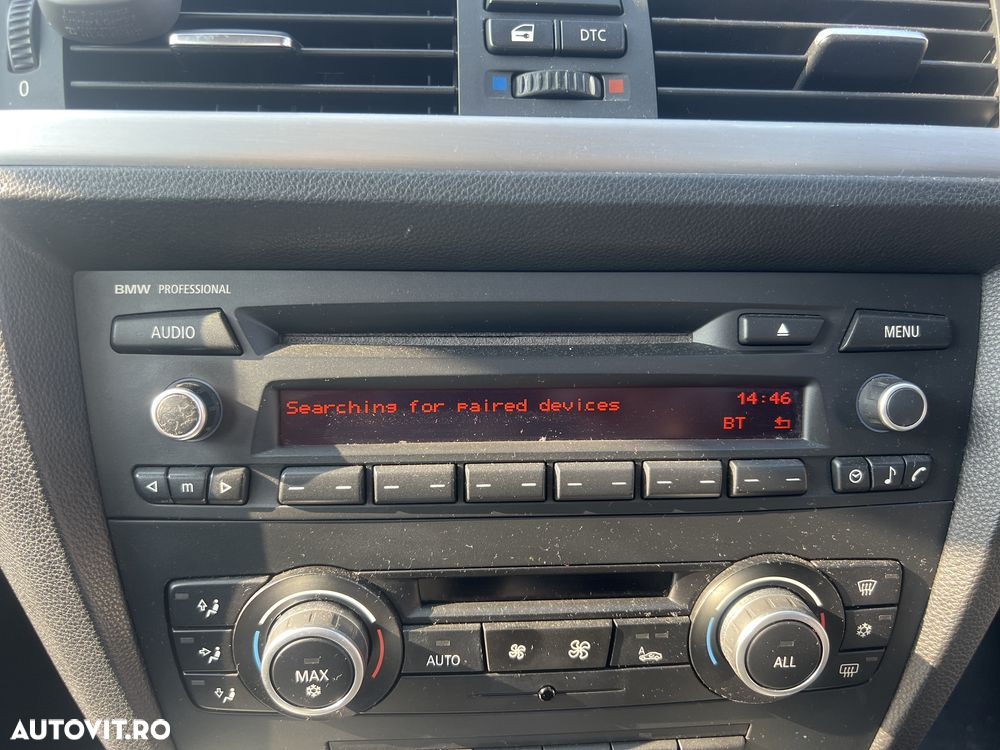 DTC
0
BMW PROFESSIONAL
AUDIO
MENU
Searching for paired devices
14:46
BT
m
MAX
AUTO
A
ALL
AUTOVIT.RO